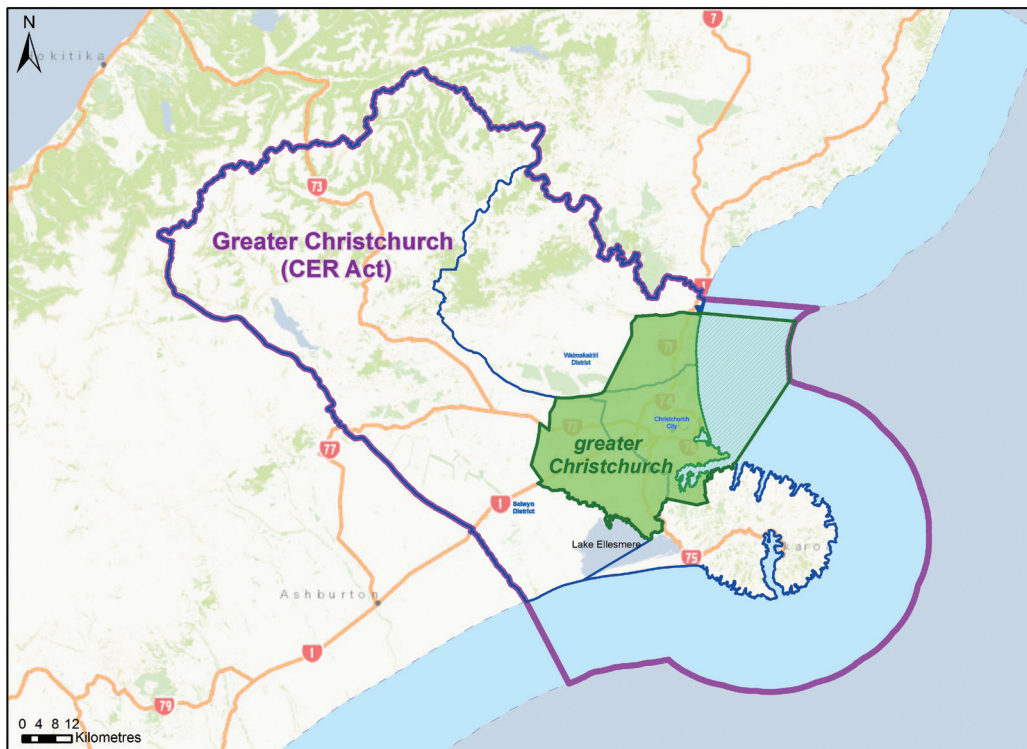 N
7
okitika
73
Greater Christchurch
(CER Act)
1
71
Waimakariri
District
74
Christchurch
City
73
77
greater
Christchurch
1
Selwyn
District
Lake Ellesmere
75
karo
Ashburton
1
79
0 4 8 12
Kilometres